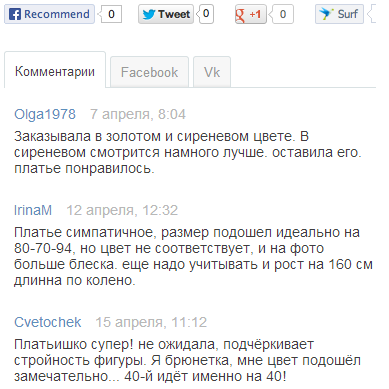 Recommend 0 Tweet 0 +1 0 Surf
Комментарии Facebook Vk
Olga1978 7 апреля, 8:04
Заказывала в золотом и сиреневом цвете. В
сиреневом смотрится намного лучше. оставила его.
платье понравилось.
IrinaM 12 апреля, 12:32
Платье симпатичное, размер подошел идеально на
80-70-94, но цвет не соответствует, и на фото
больше блеска. еще надо учитывать и рост на 160 см
длинна по колено.
Cvetochek 15 апреля, 11:12
Платьишко супер! не ожидала, подчёркивает
стройность фигуры. Я брюнетка, мне цвет подошёл
замечательно... 40-й идёт именно на 40!